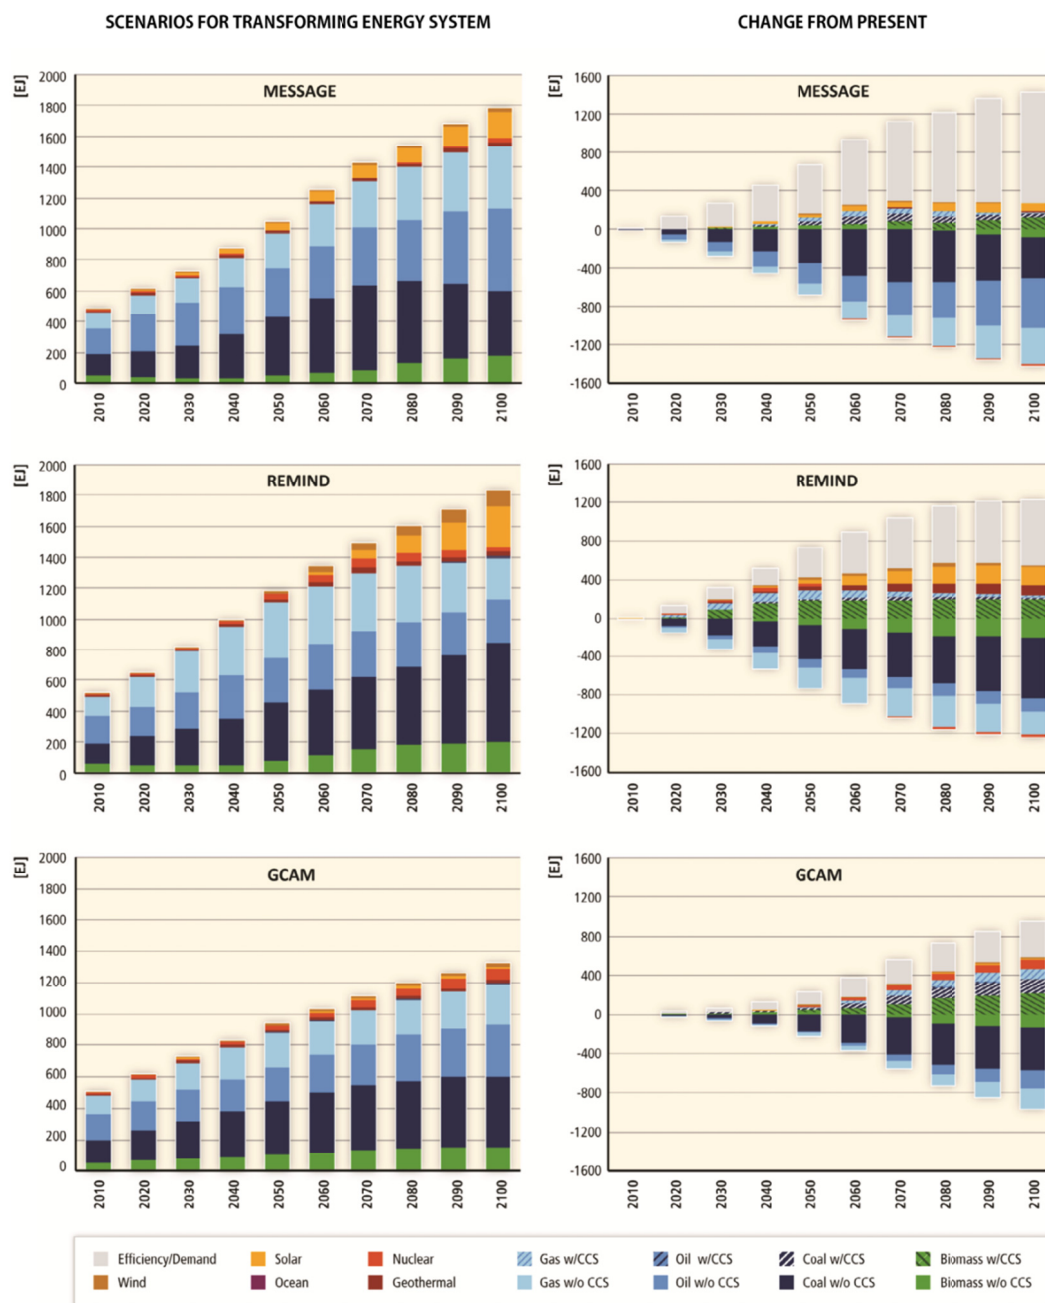 SCENARIOS FOR TRANSFORMING ENERGY SYSTEM
CHANGE FROM PRESENT
[EJ]
MESSAGE
2000
1800
1600
1400
1200
1000
800
600
400
200
0
2010 2020 2030 2040 2050 2060 2070 2080 2090 2100
[EJ]
MESSAGE
1600
1200
800
400
0
-400
-800
-1200
-1600
2010 2020 2030 2040 2050 2060 2070 2080 2090 2100
[EJ]
REMIND
2000
1800
1600
1400
1200
1000
800
600
400
200
0
2010 2020 2030 2040 2050 2060 2070 2080 2090 2100
[EJ]
REMIND
1600
1200
800
400
0
-400
-800
-1200
-1600
2010 2020 2030 2040 2050 2060 2070 2080 2090 2100
[EJ]
GCAM
2000
1800
1600
1400
1200
1000
800
600
400
200
0
2010 2020 2030 2040 2050 2060 2070 2080 2090 2100
[EJ]
GCAM
1600
1200
800
400
0
-400
-800
-1200
-1600
2010 2020 2030 2040 2050 2060 2070 2080 2090 2100
Efficiency/Demand Solar Nuclear Gas w/CCS Oil w/CCS Coal w/CCS Biomass w/CCS
Wind Ocean Geothermal Gas w/o CCS Oil w/o CCS Coal w/o CCS Biomass w/o CCS